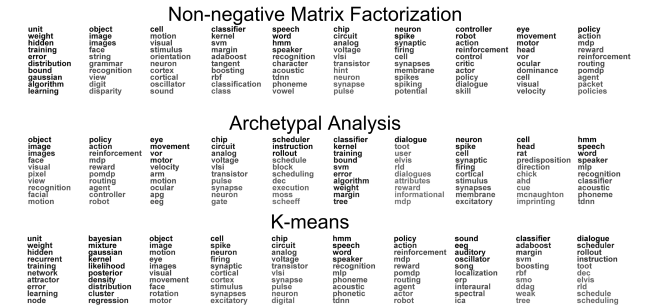 Non-negative Matrix Factorization
unit object cell classifier speech chip neuron controller eye policy
weight image movement kernel word circuit spike robot movement action
hidden images visual svm hmm analog synaptic action motor mdp
training face stimulus margin speaker voltage firing reinforcement head reward
error string orientation adaboost recognition vlsi cell control vor reinforcement
distribution grammar neuron tangent character transistor synapses critic ocular routing
bound recognition cortex boosting acoustic hint membrane actor dominance pomdp
gaussian view cortical rbf tdnn neuron spikes policy cell agent
algorithm digit oscillator classification phoneme synapse spiking dialogue visual packet
learning disparity sound class vowel pulse potential skill velocity policies
Archetypal Analysis
object policy eye chip scheduler classifier dialogue neuron cell hmm
image action movement circuit instruction kernel toot spike head speech
images reinforcement vor analog rollout training user cell rat word
face mdp motor voltage schedule bound elvis synaptic predisposition speaker
visual reward velocity vlsi block svm rld firing direction mlp
pixel pomdp arm transistor scheduling error dialogues cortical chick recognition
view routing motion pulse dec algorithm attributes stimulus ahd classifier
recognition agent ocular synapse execution weight reward synapses cue acoustic
facial controller apg neuron moss margin informational membrane mcnaughton phoneme
motion robot eeg gate scheeff tree mdp excitatory imprinting tdnn
K-means
unit bayesian object cell chip hmm policy sound classifier dialogue
weight mixture image spike circuit speech action eeg adaboost scheduler
hidden gaussian motion neuron analog word reinforcement auditory margin rollout
recurrent kernel eye firing voltage speaker mdp oscillator svm instruction
training likelihood images synaptic transistor recognition reward song boosting toot
network posterior visual cortical vlsi mlp pomdp localization rbf dec
attractor density movement stimulus synapse phoneme routing erp smo elvis
error distribution face cortex pulse acoustic agent interaural ddag rld
learning hmm rotation synapses neuron phonetic actor spectral weak schedule
node cluster regression motor excitatory digital tdnn robot ica tree scheduling